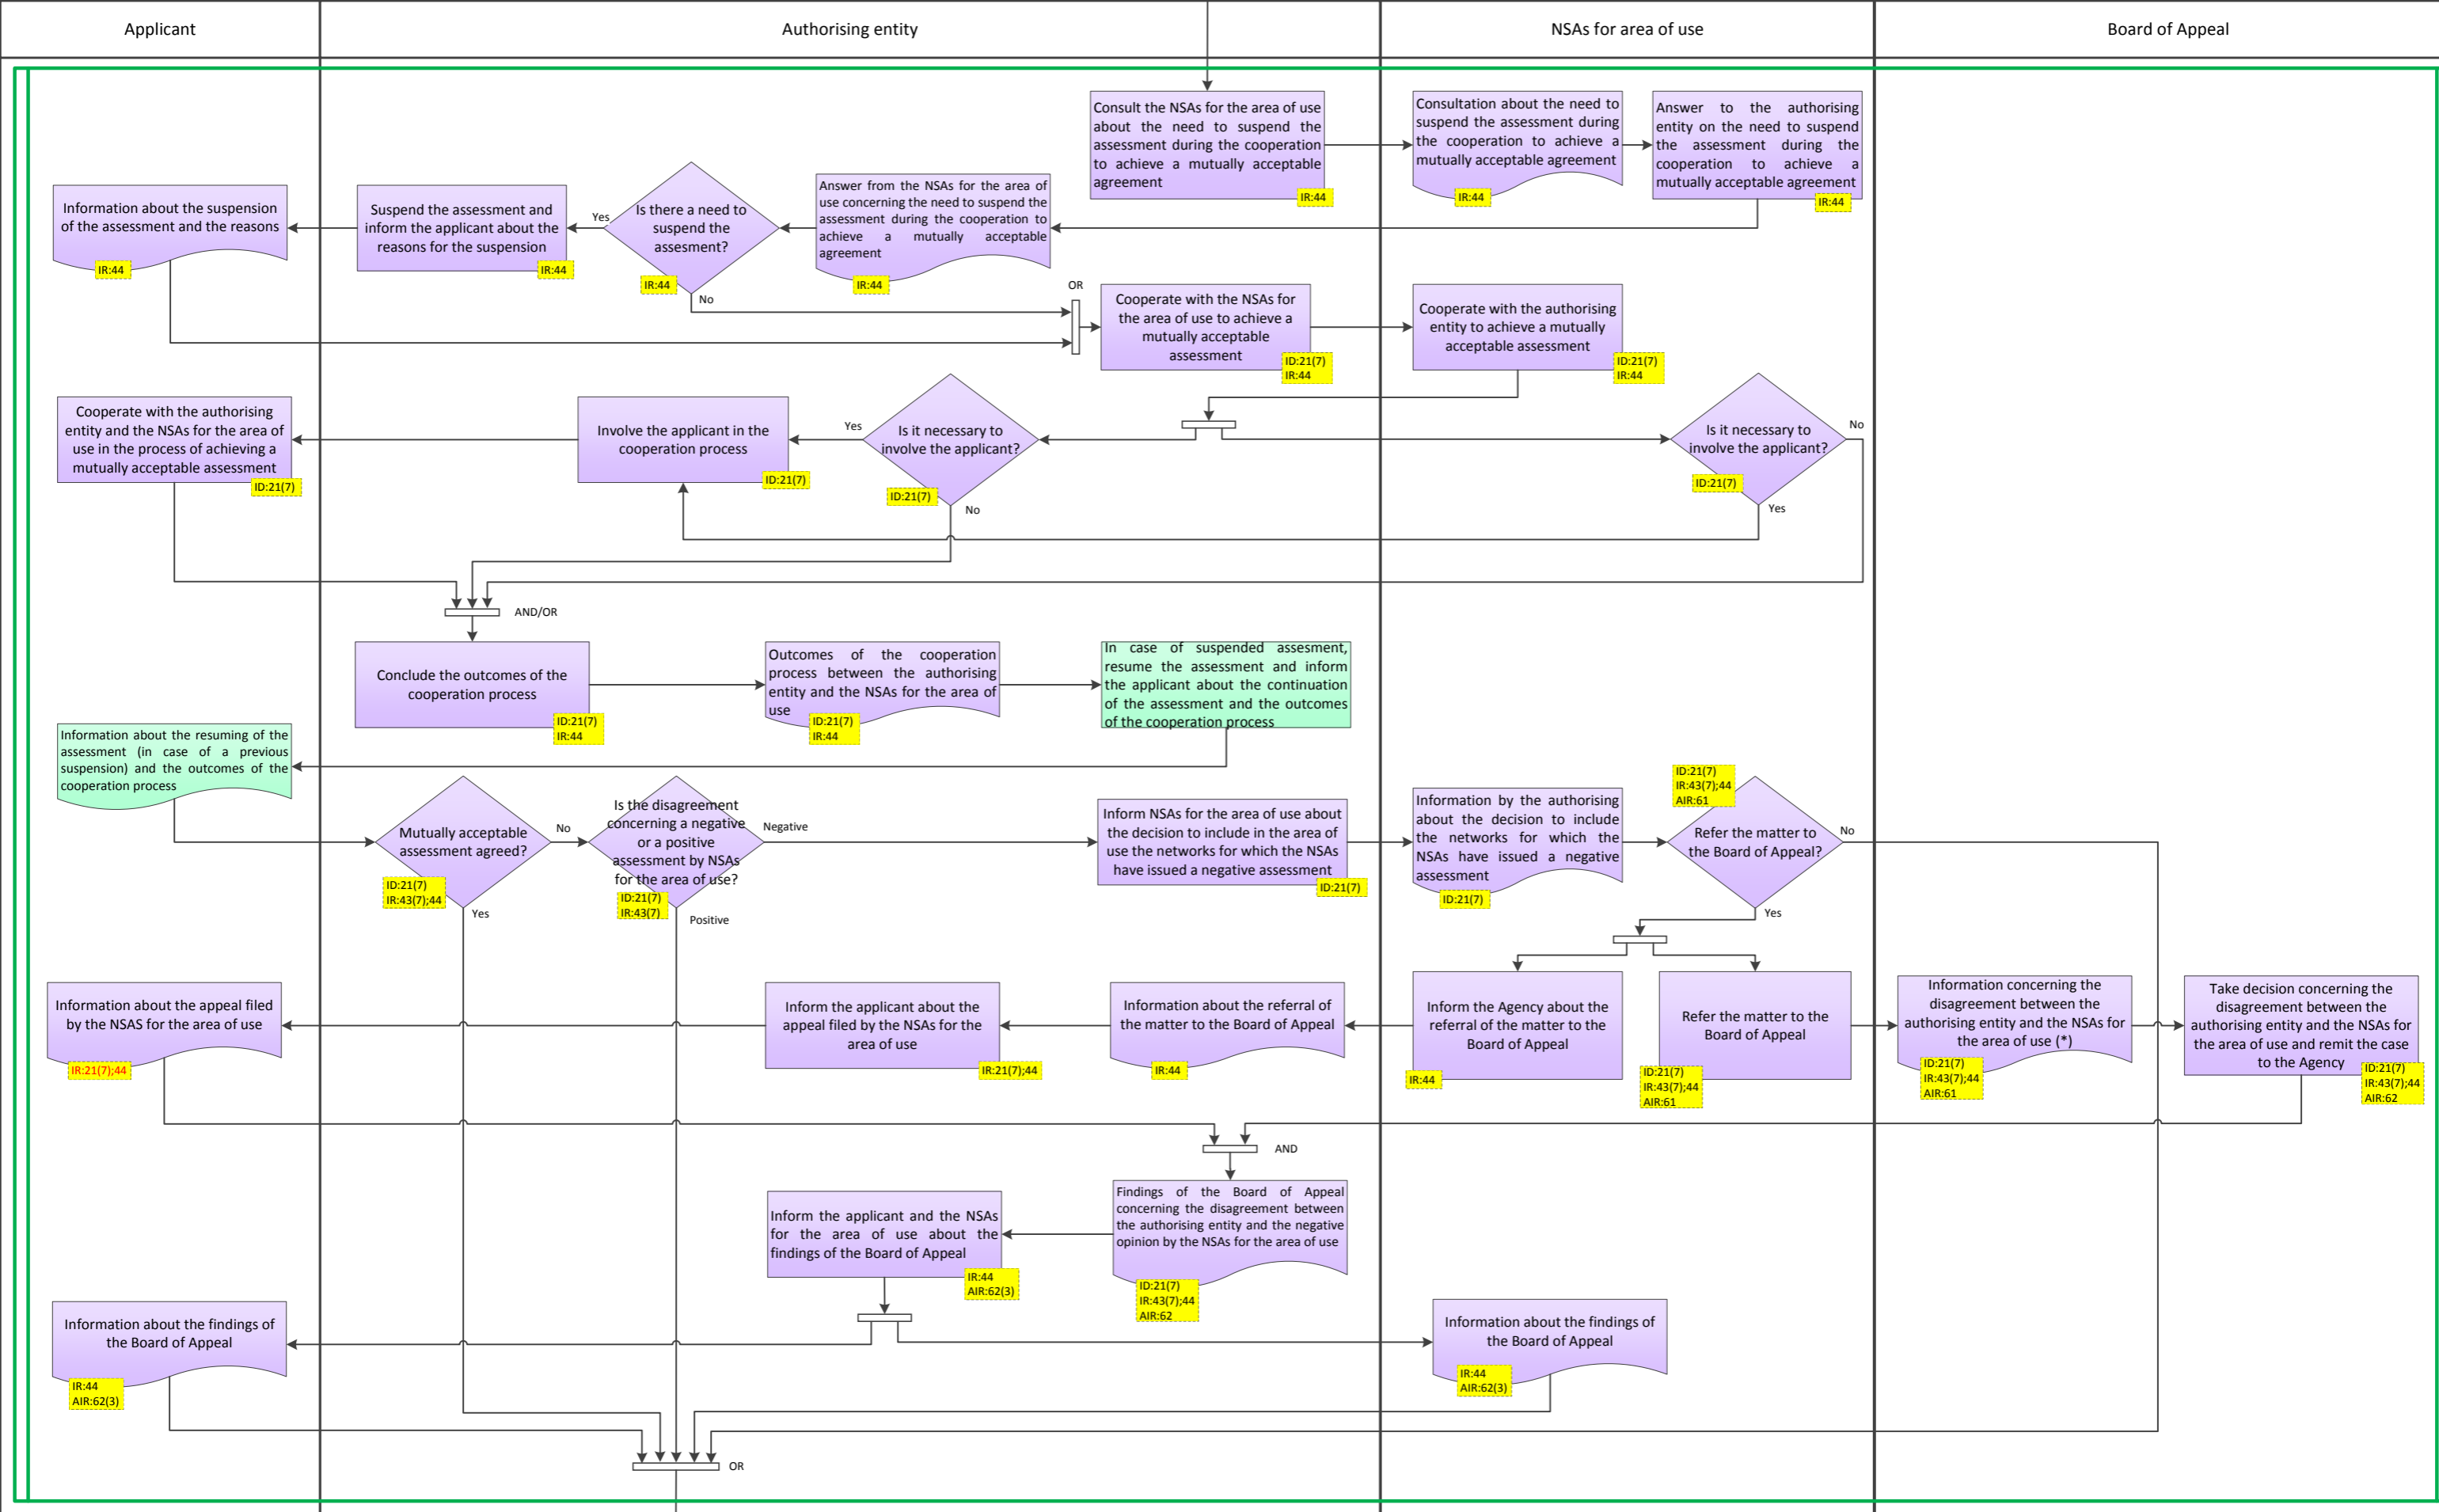 Applicant
Authorising entity
NSAs for area of use
Board of Appeal
Consult the NSAs for the area of use
about the need to suspend the
assessment during the cooperation
to achieve a mutually acceptable
agreement
IR:44
Consultation about the need to
suspend the assessment during
the cooperation to achieve a
mutually acceptable agreement
IR:44
Answer to the authorising
entity on the need to suspend
the assessment during the
cooperation to achieve a
mutually acceptable agreement
IR:44
Information about the suspension
of the assessment and the reasons
IR:44
Suspend the assessment and
inform the applicant about the
reasons for the suspension
IR:44
Yes
Is there a need to
suspend the
assesment?
IR:44
No
Answer from the NSAs for the area of
use concerning the need to suspend the
assessment during the cooperation to
achieve a mutually acceptable
agreement
IR:44
OR
Cooperate with the NSAs for
the area of use to achieve a
mutually acceptable
assessment
ID:21(7)
IR:44
Cooperate with the authorising
entity to achieve a mutually
acceptable assessment
ID:21(7)
IR:44
Cooperate with the authorising
entity and the NSAs for the area of
use in the process of achieving a
mutually acceptable assessment
ID:21(7)
Involve the applicant in the
cooperation process
ID:21(7)
Yes
Is it necessary to
involve the applicant?
ID:21(7)
No
Is it necessary to
involve the applicant?
ID:21(7)
No
Yes
AND/OR
Conclude the outcomes of the
cooperation process
ID:21(7)
IR:44
Outcomes of the cooperation
process between the authorising
entity and the NSAs for the area of
use
ID:21(7)
IR:44
In case of suspended assesment,
resume the assessment and inform
the applicant about the continuation
of the assessment and the outcomes
of the cooperation process
Information about the resuming of the
assessment (in case of a previous
suspension) and the outcomes of the
cooperation process
Mutually acceptable
assessment agreed?
ID:21(7)
IR:43(7);44
No
Yes
Is the disagreement
concerning a negative
or a positive
assessment by NSAs
for the area of use?
ID:21(7)
IR:43(7)
Negative
Positive
Inform NSAs for the area of use about
the decision to include in the area of
use the networks for which the NSAs
have issued a negative assessment
ID:21(7)
Information by the authorising
about the decision to include
the networks for which the
NSAs have issued a negative
assessment
ID:21(7)
ID:21(7)
IR:43(7);44
AIR:61
Refer the matter to
the Board of Appeal?
No
Yes
Information about the appeal filed
by the NSAS for the area of use
IR:21(7);44
Inform the applicant about the
appeal filed by the NSAs for the
area of use
IR:21(7);44
Information about the referral of
the matter to the Board of Appeal
IR:44
Inform the Agency about the
referral of the matter to the
Board of Appeal
IR:44
Refer the matter to the
Board of Appeal
ID:21(7)
IR:43(7);44
AIR:61
Information concerning the
disagreement between the
authorising entity and the NSAs for
the area of use (*)
ID:21(7)
IR:43(7);44
AIR:61
Take decision concerning the
disagreement between the
authorising entity and the NSAs for
the area of use and remit the case
to the Agency
ID:21(7)
IR:43(7);44
AIR:62
AND
Inform the applicant and the NSAs
for the area of use about the
findings of the Board of Appeal
IR:44
AIR:62(3)
Findings of the Board of Appeal
concerning the disagreement between
the authorising entity and the negative
opinion by the NSAs for the area of use
ID:21(7)
IR:43(7);44
AIR:62
Information about the findings of
the Board of Appeal
IR:44
AIR:62(3)
Information about the findings of
the Board of Appeal
IR:44
AIR:62(3)
OR